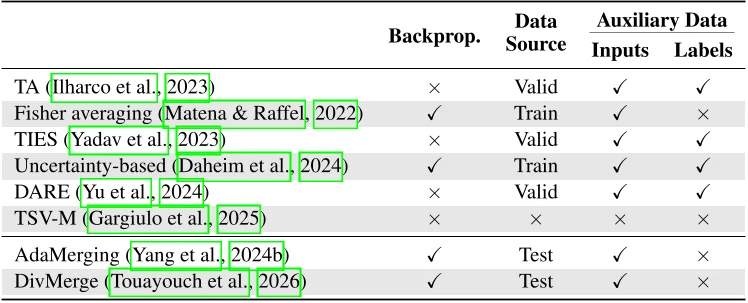 Backprop. Data Source Auxiliary Data
Inputs Labels
TA (Ilharco et al., 2023) × Valid ✓ ✓
Fisher averaging (Matena & Raffel, 2022) ✓ Train ✓ ×
TIES (Yadav et al., 2023) × Valid ✓ ✓
Uncertainty-based (Daheim et al., 2024) ✓ Train ✓ ✓
DARE (Yu et al., 2024) × Valid ✓ ✓
TSV-M (Gargiulo et al., 2025) × × × ×
AdaMerging (Yang et al., 2024b) ✓ Test ✓ ×
DivMerge (Touayouch et al., 2026) ✓ Test ✓ ×